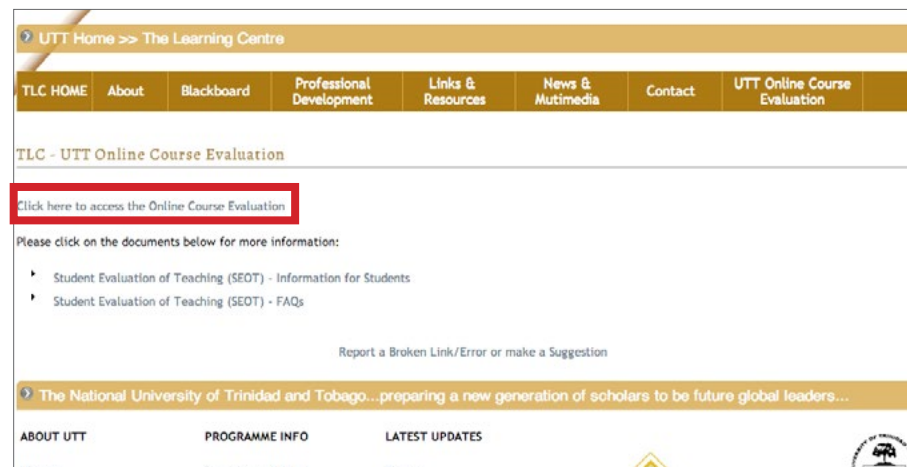 UTT Home >> The Learning Centre
TLC HOME About Blackboard Professional Development Links & Resources News & Mutimedia Contact UTT Online Course Evaluation
TLC - UTT Online Course Evaluation
Click here to access the Online Course Evaluation
Please click on the documents below for more information:
Student Evaluation of Teaching (SEOT) - Information for Students
Student Evaluation of Teaching (SEOT) - FAQs
Report a Broken Link/Error or make a Suggestion
The National University of Trinidad and Tobago...preparing a new generation of scholars to be future global leaders...
ABOUT UTT PROGRAMME INFO LATEST UPDATES